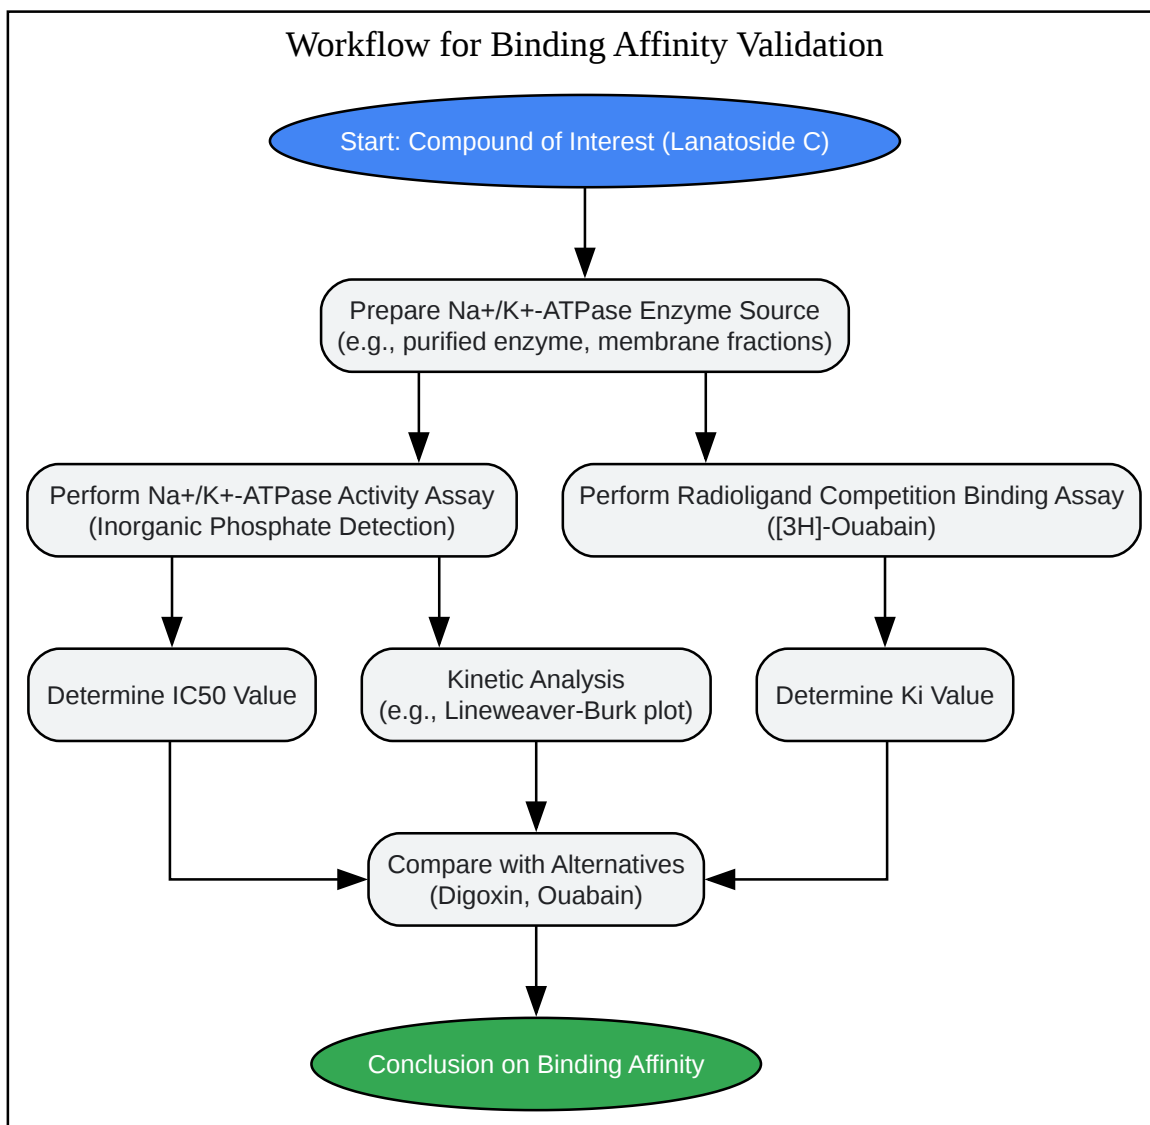 Workflow for Binding Affinity Validation
Start: Compound of Interest (Lanatoside C)
Prepare Na+/K+-ATPase Enzyme Source
(e.g., purified enzyme, membrane fractions)
Perform Na+/K+-ATPase Activity Assay
(Inorganic Phosphate Detection)
Perform Radioligand Competition Binding Assay
([3H]-Ouabain)
Determine IC50 Value
Kinetic Analysis
(e.g., Lineweaver-Burk plot)
Determine Ki Value
Compare with Alternatives
(Digoxin, Ouabain)
Conclusion on Binding Affinity